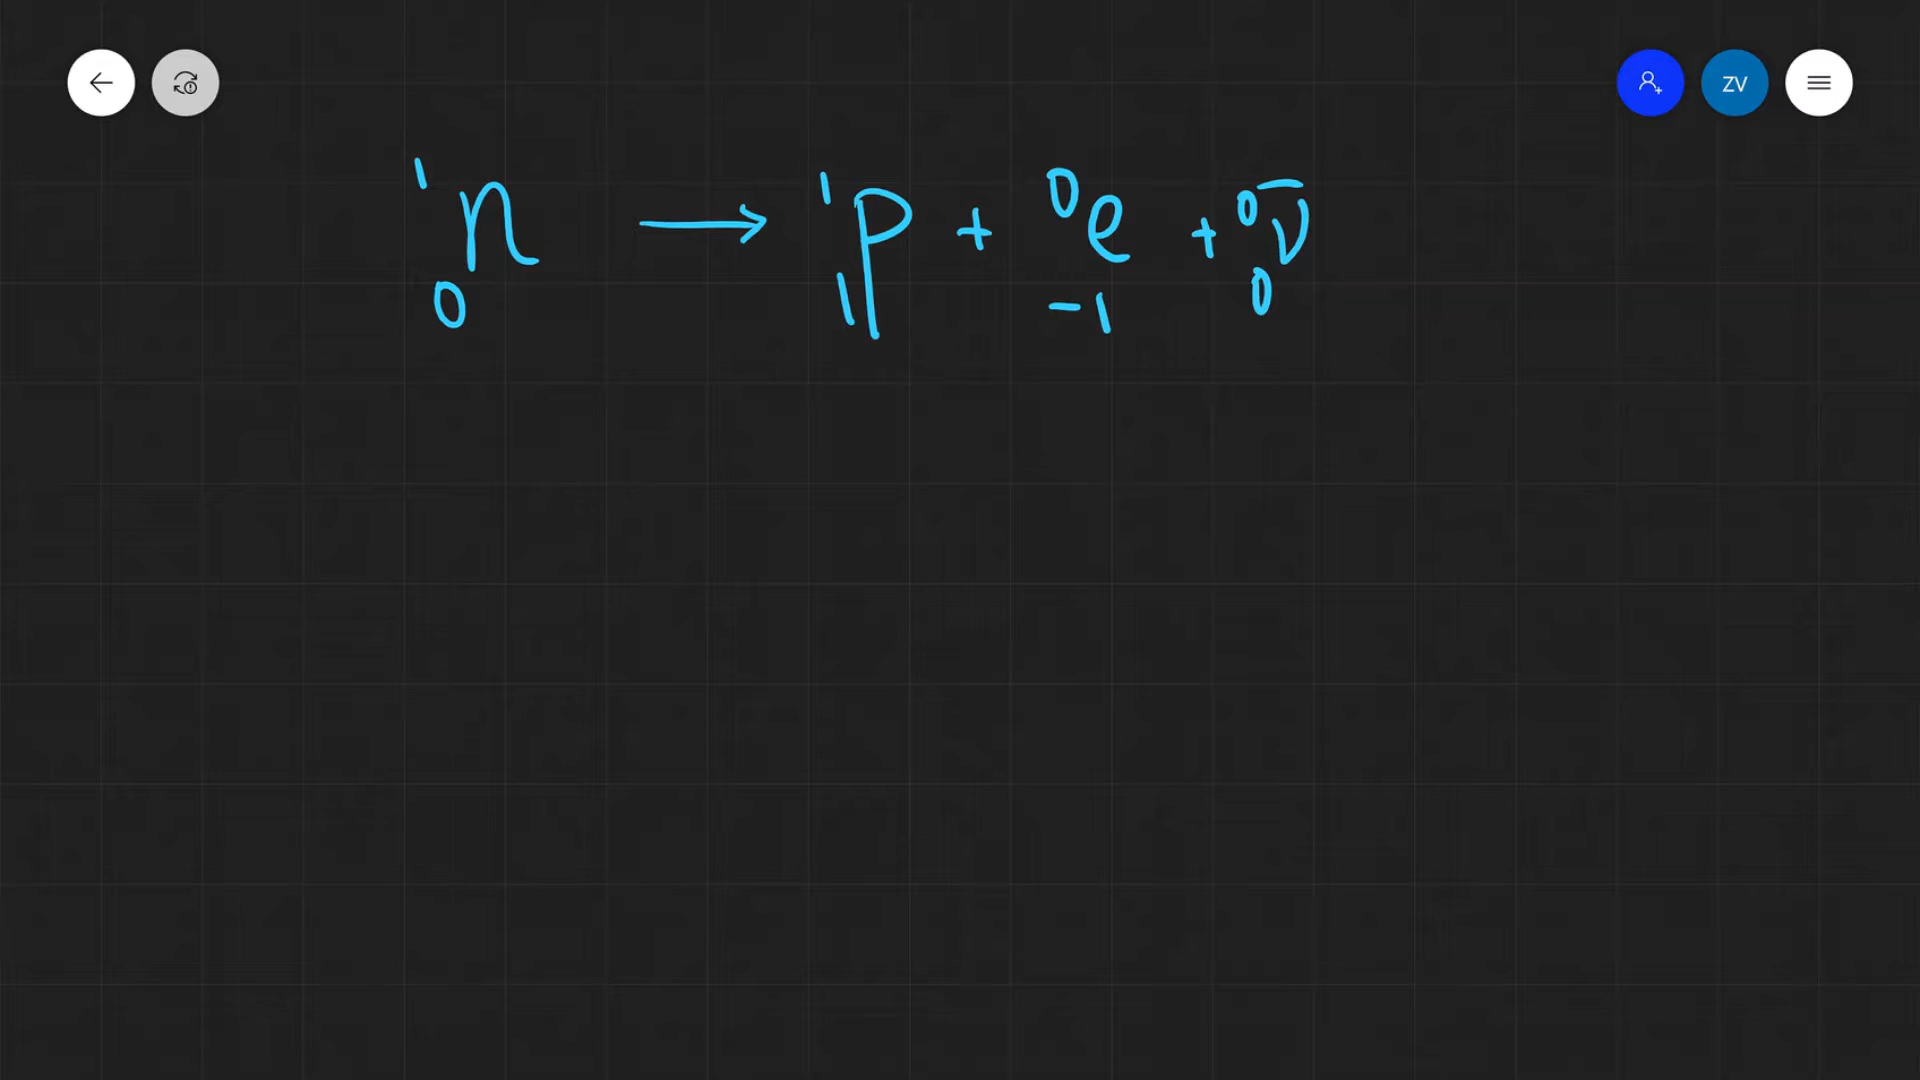 ZV
¹₀n → ¹₁p + ⁰₋₁e + ⁰₀ν̅